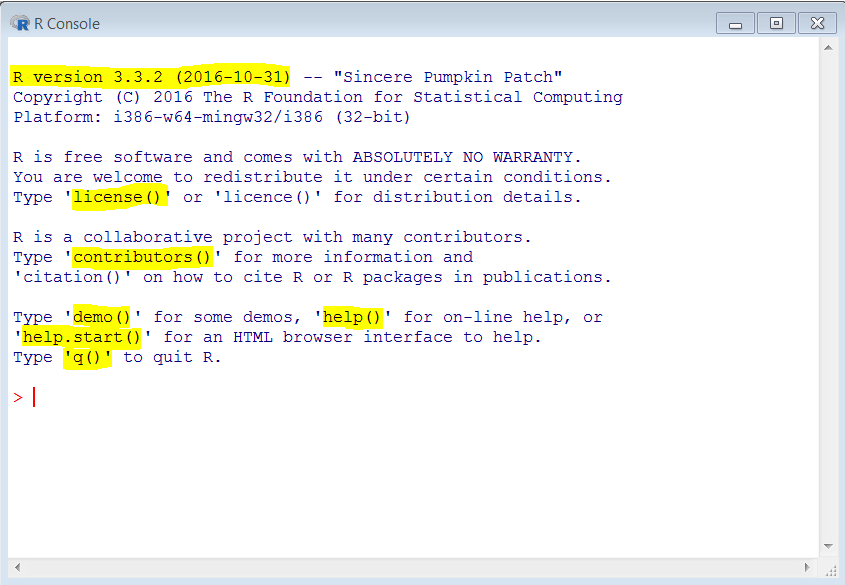 R Console
R version 3.3.2 (2016-10-31) -- "Sincere Pumpkin Patch"
Copyright (C) 2016 The R Foundation for Statistical Computing
Platform: i386-w64-mingw32/i386 (32-bit)
R is free software and comes with ABSOLUTELY NO WARRANTY.
You are welcome to redistribute it under certain conditions.
Type 'license()' or 'licence()' for distribution details.
R is a collaborative project with many contributors.
Type 'contributors()' for more information and
'citation()' on how to cite R or R packages in publications.
Type 'demo()' for some demos, 'help()' for on-line help, or
'help.start()' for an HTML browser interface to help.
Type 'q()' to quit R.
>